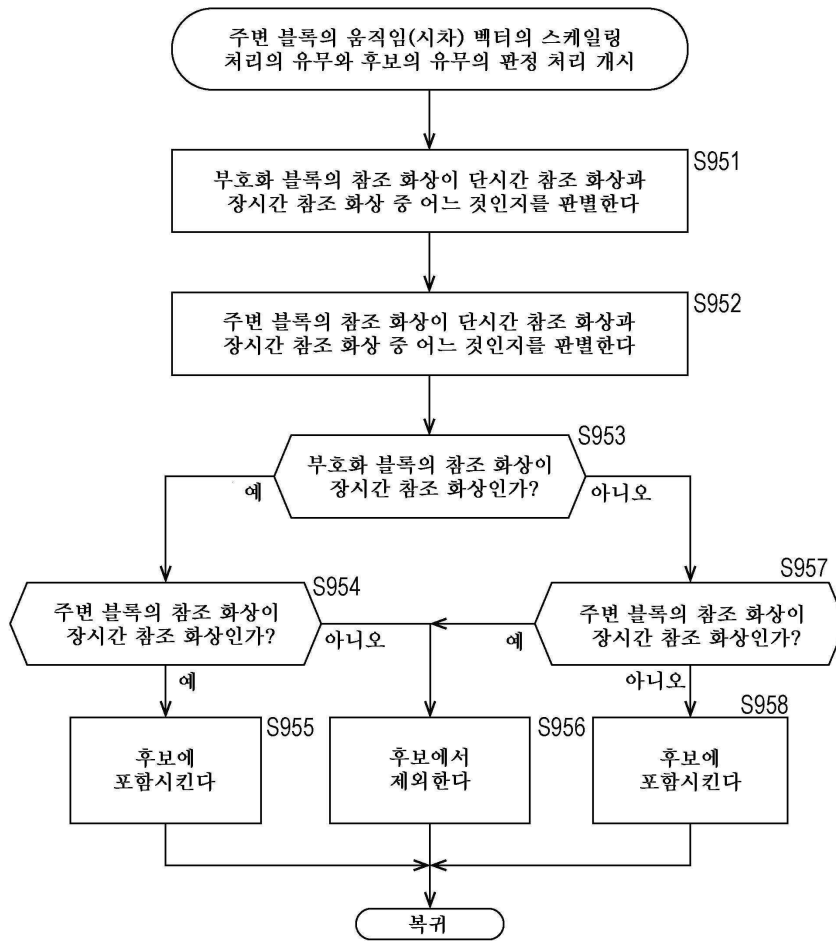 주변 블록의 움직임(시차) 벡터의 스케일링
처리의 유무와 후보의 유무의 판정 처리 개시
S951
부호화 블록의 참조 화상이 단시간 참조 화상과
장시간 참조 화상 중 어느 것인지를 판별한다
S952
주변 블록의 참조 화상이 단시간 참조 화상과
장시간 참조 화상 중 어느 것인지를 판별한다
S953
부호화 블록의 참조 화상이
장시간 참조 화상인가?
예
아니오
S954
주변 블록의 참조 화상이
장시간 참조 화상인가?
아니오
예
S957
주변 블록의 참조 화상이
장시간 참조 화상인가?
예
아니오
S955
후보에
포함시킨다
S956
후보에서
제외한다
S958
후보에
포함시킨다
복귀